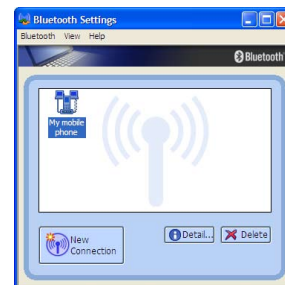 Bluetooth Settings
Bluetooth View Help
Bluetooth
My mobile
phone
New
Connection
Detail...
Delete